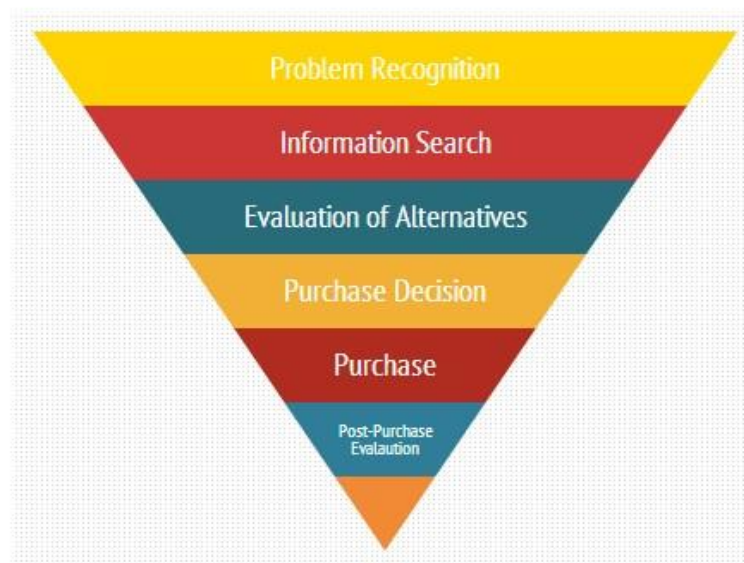 Problem Recognition
Information Search
Evaluation of Alternatives
Purchase Decision
Purchase
Post-Purchase
Evalaution